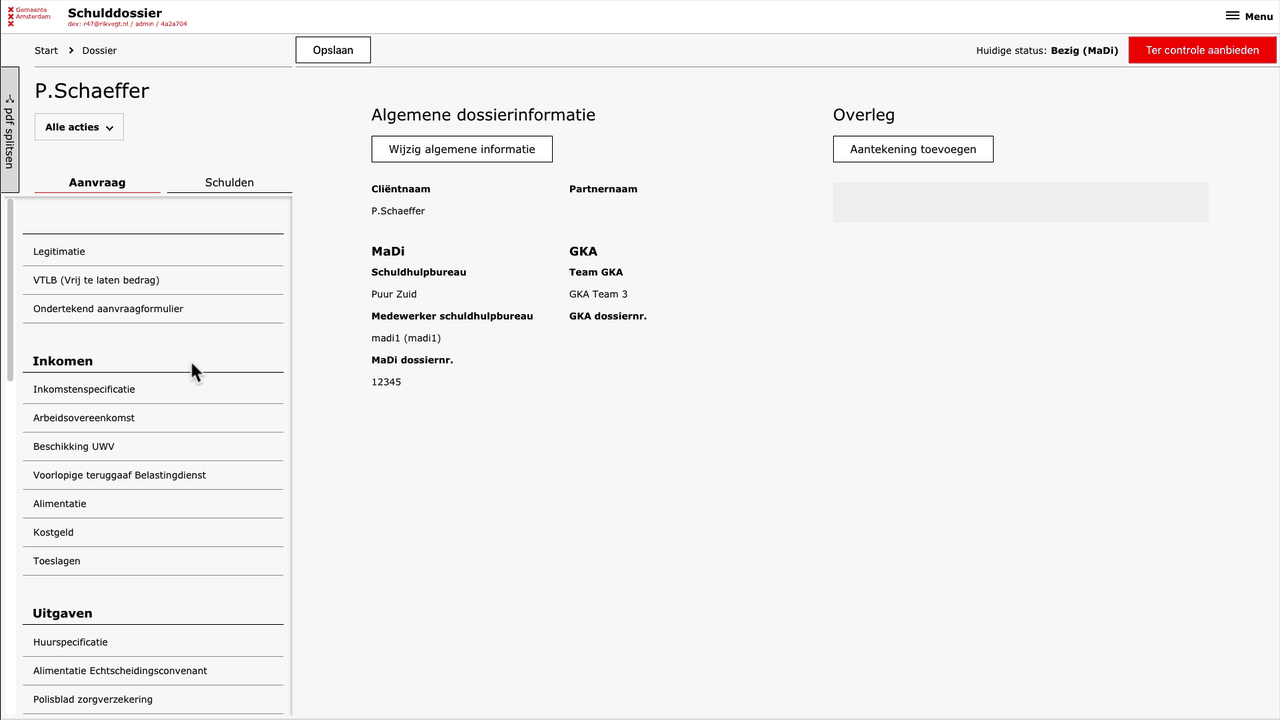 Gemeente
Amsterdam
Schulddossier
dev: r47@rikvegt.nl / admin / 4a2a704
Menu
Start
Dossier
Opslaan
Huidige status: Bezig (MaDi)
Ter controle aanbieden
pdf splitsen
P.Schaeffer
Alle acties
Aanvraag
Schulden
Legitimatie
VTLB (Vrij te laten bedrag)
Ondertekend aanvraagformulier
Inkomen
Inkomstenspecificatie
Arbeidsovereenkomst
Beschikking UWV
Voorlopige teruggaaf Belastingdienst
Alimentatie
Kostgeld
Toeslagen
Uitgaven
Huurspecificatie
Alimentatie Echtscheidingsconvenant
Polisblad zorgverzekering
Algemene dossierinformatie
Wijzig algemene informatie
Cliëntnaam
Partnernaam
P.Schaeffer
MaDi
GKA
Schuldhulpbureau
Team GKA
Puur Zuid
GKA Team 3
Medewerker schuldhulpbureau
GKA dossiernr.
madi1 (madi1)
MaDi dossiernr.
12345
Overleg
Aantekening toevoegen